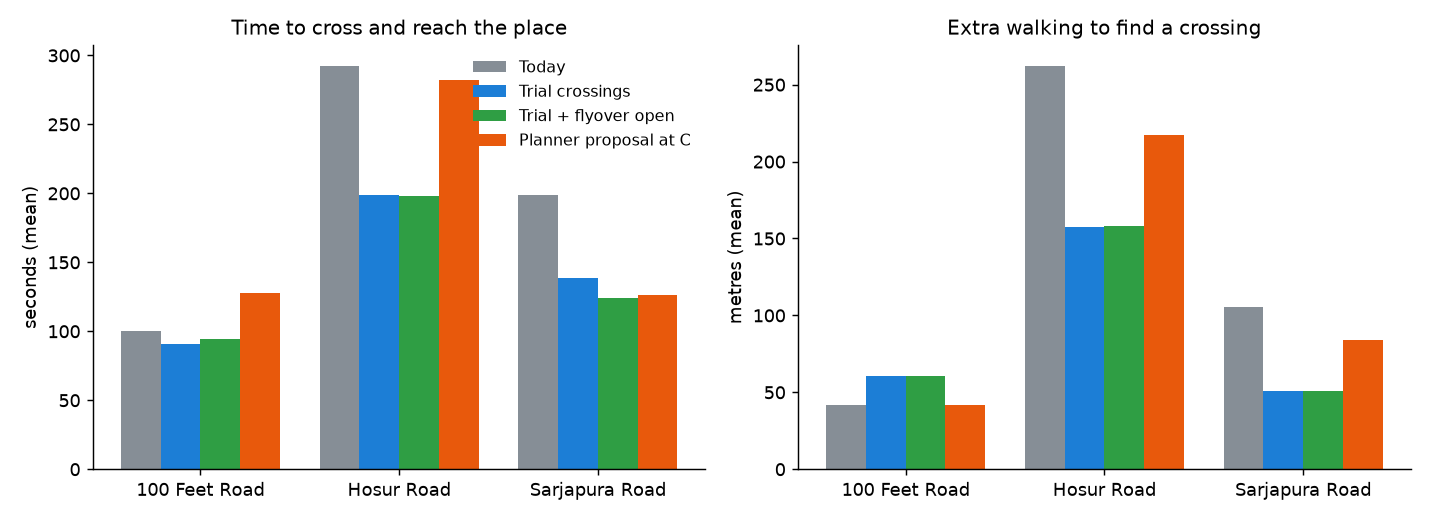 Time to cross and reach the place
seconds (mean)
300
250
200
150
100
50
0
Today
Trial crossings
Trial + flyover open
Planner proposal at C
100 Feet Road
Hosur Road
Sarjapura Road
Extra walking to find a crossing
metres (mean)
250
200
150
100
50
0
100 Feet Road
Hosur Road
Sarjapura Road